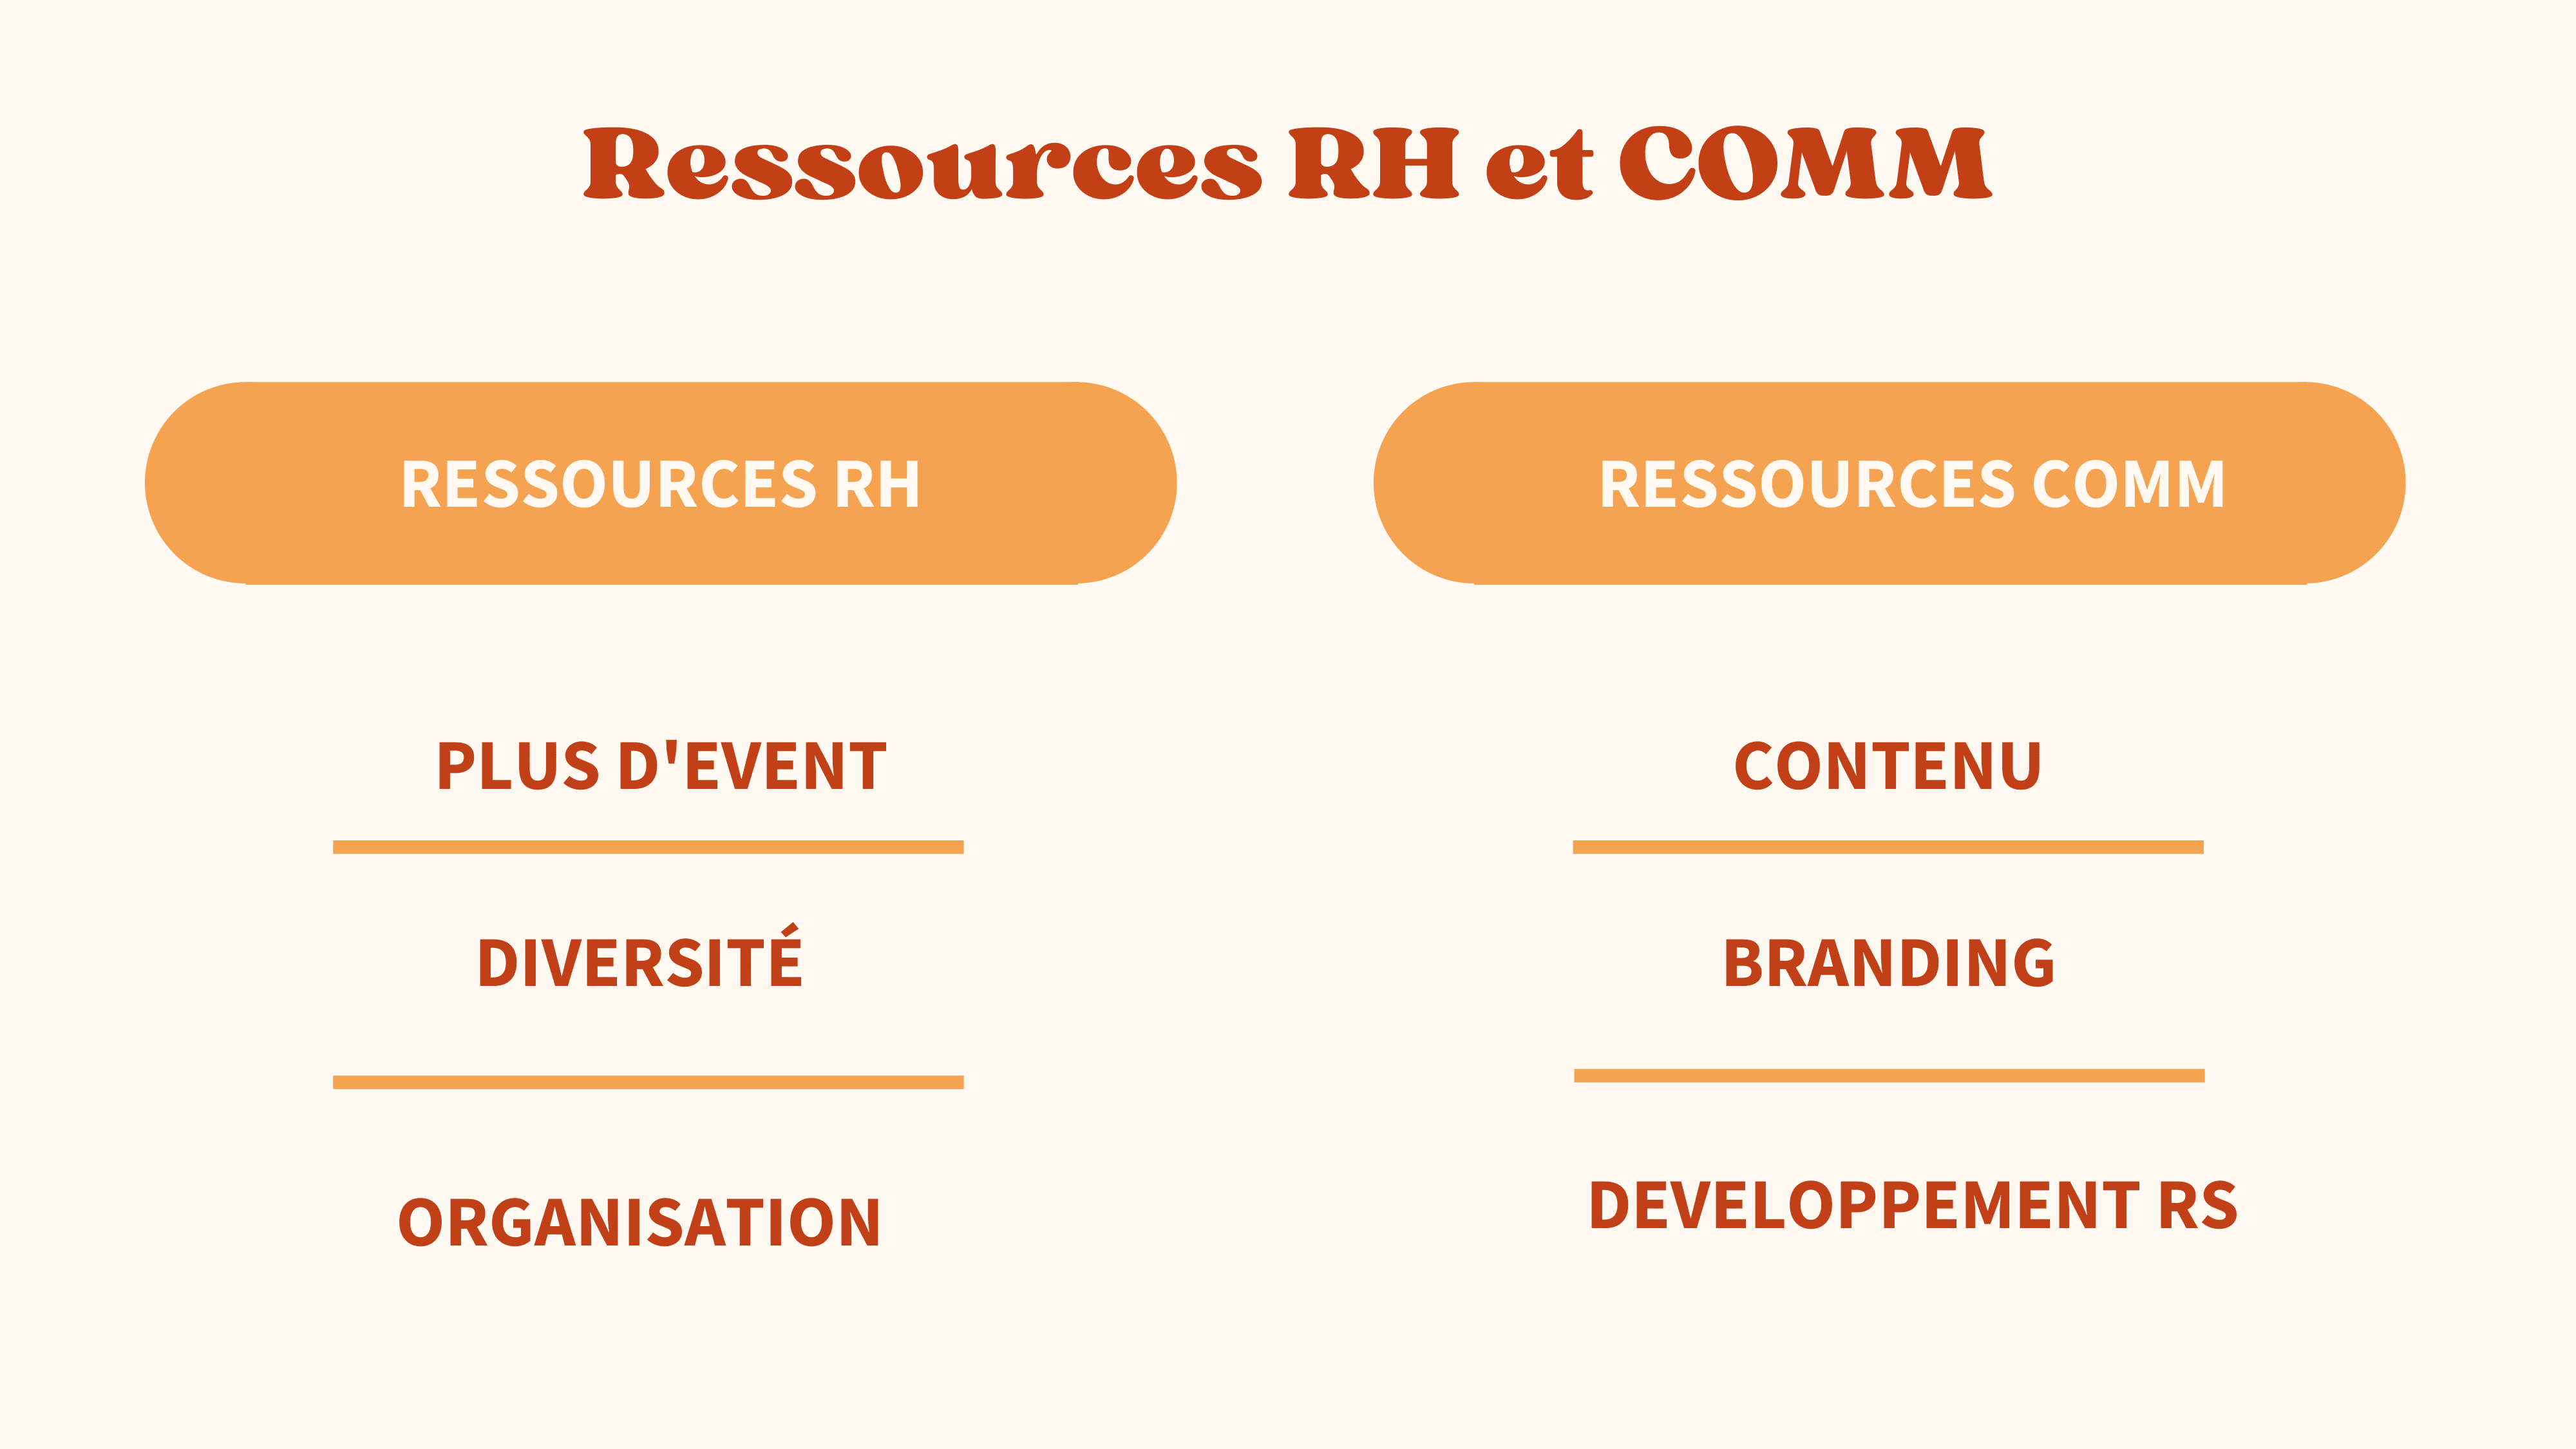 Ressources RH et COMM
RESSOURCES RH
PLUS D'EVENT
DIVERSITÉ
ORGANISATION
RESSOURCES COMM
CONTENU
BRANDING
DEVELOPPEMENT RS